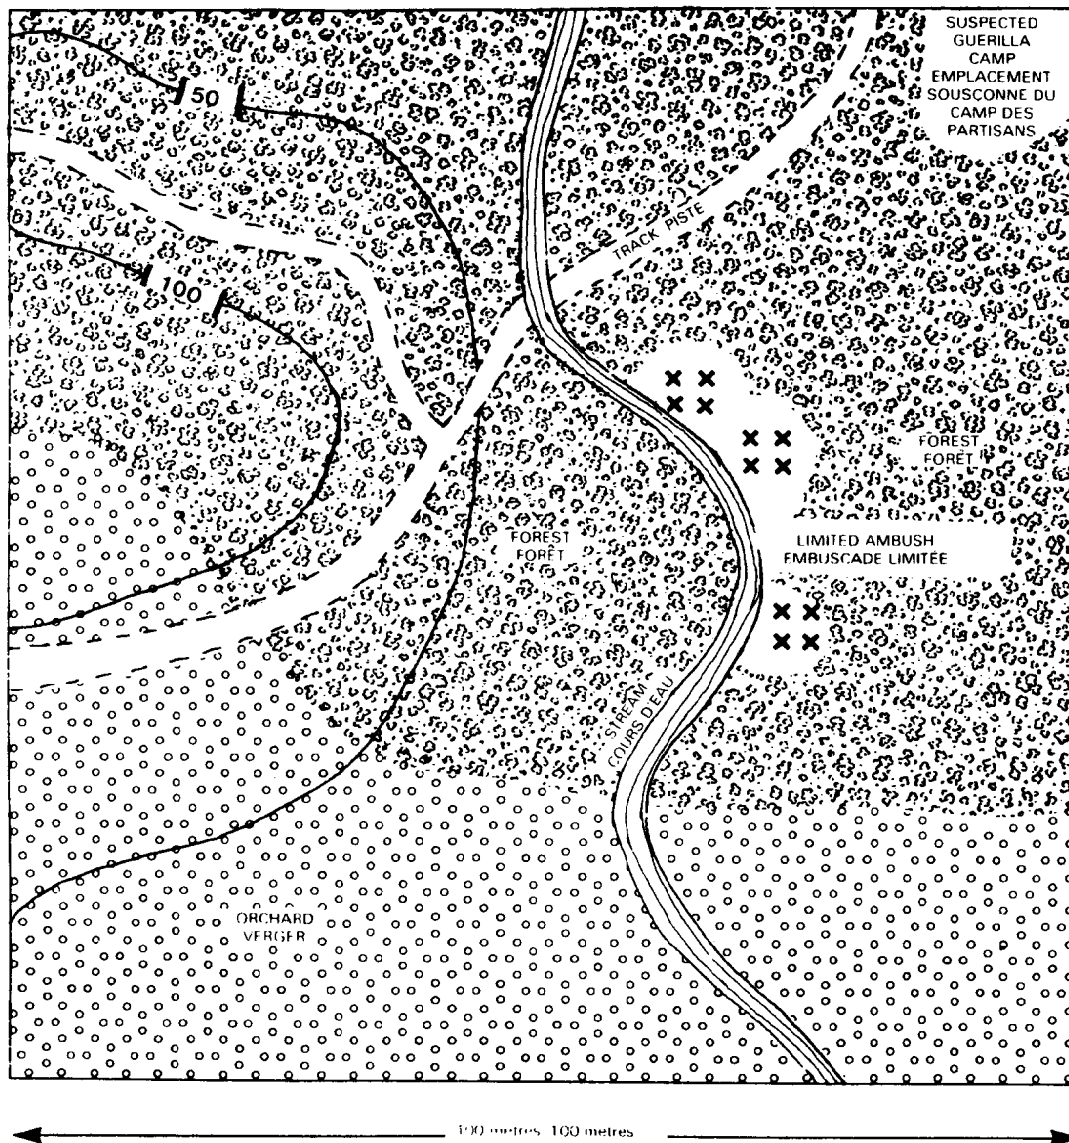 SUSPECTED
GUERILLA
CAMP
EMPLACEMENT
SOUSCONNE DU
CAMP DES
PARTISANS
50
100
TRACK PISTE
FOREST
FORÊT
FOREST
FORÊT
LIMITED AMBUSH
EMBUSCADE LIMITÉE
STREAM
COURS D'EAU
ORCHARD
VERGER
100 metres 100 metres